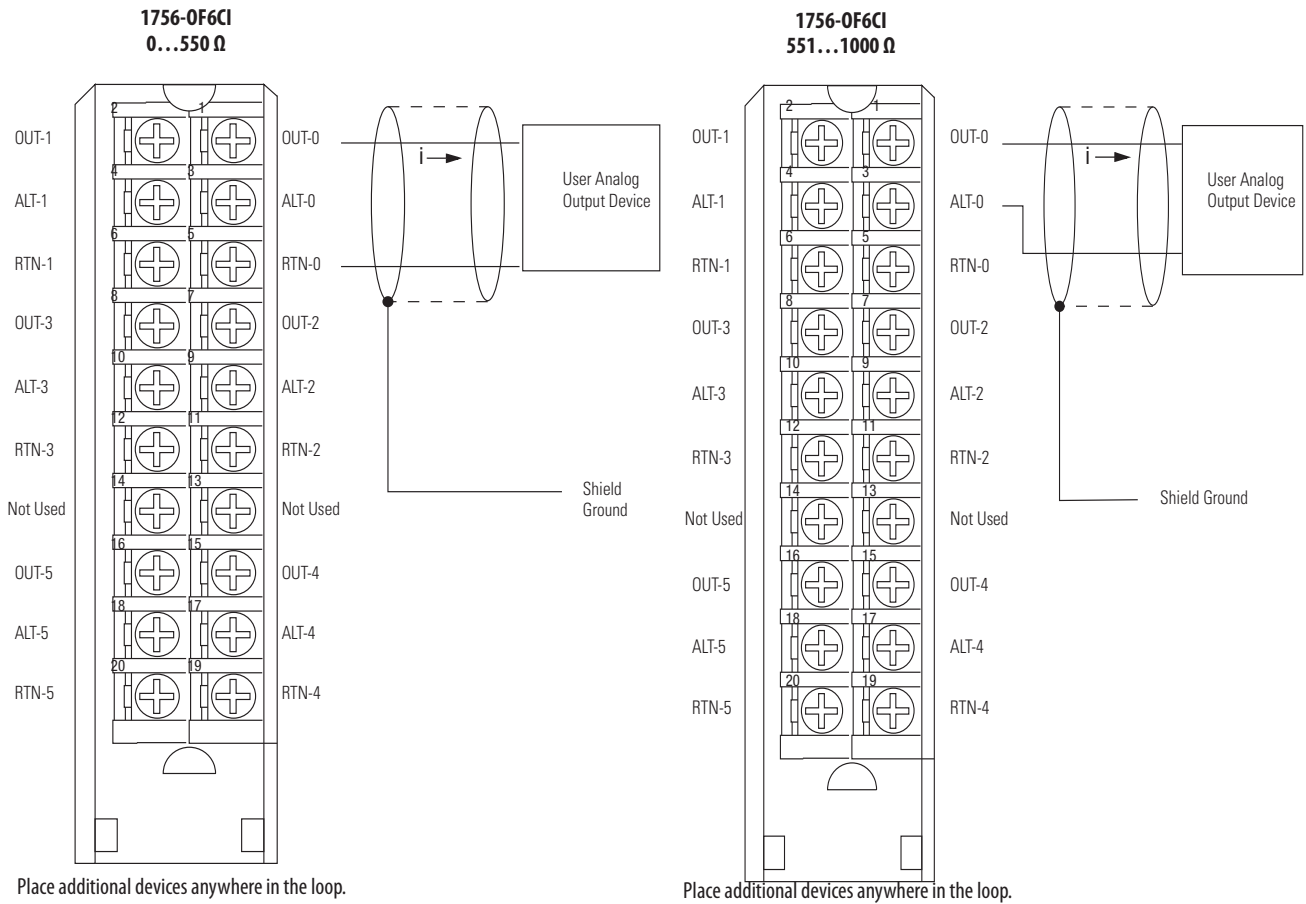 1756-OF6CI
0…550 Ω
2 1
OUT-1
OUT-0
4 3
ALT-1
ALT-0
6 5
RTN-1
RTN-0
8 7
OUT-3
OUT-2
10 9
ALT-3
ALT-2
12 11
RTN-3
RTN-2
14 13
Not Used
Not Used
16 15
OUT-5
OUT-4
18 17
ALT-5
ALT-4
20 19
RTN-5
RTN-4
i
User Analog
Output Device
Shield
Ground
Place additional devices anywhere in the loop.
1756-OF6CI
551…1000 Ω
2 1
OUT-1
OUT-0
4 3
ALT-1
ALT-0
6 5
RTN-1
RTN-0
8 7
OUT-3
OUT-2
10 9
ALT-3
ALT-2
12 11
RTN-3
RTN-2
14 13
Not Used
Not Used
16 15
OUT-5
OUT-4
18 17
ALT-5
ALT-4
20 19
RTN-5
RTN-4
i
User Analog
Output Device
Shield Ground
Place additional devices anywhere in the loop.